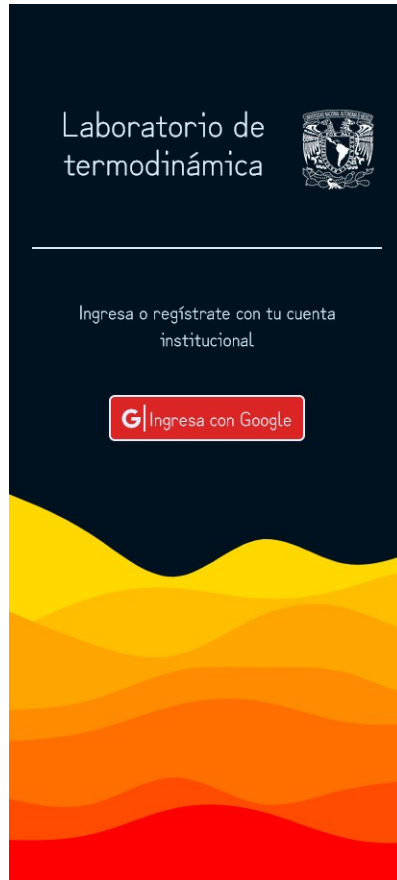 Laboratorio de
termodinámica
Ingresa o regístrate con tu cuenta
institucional
G Ingresa con Google